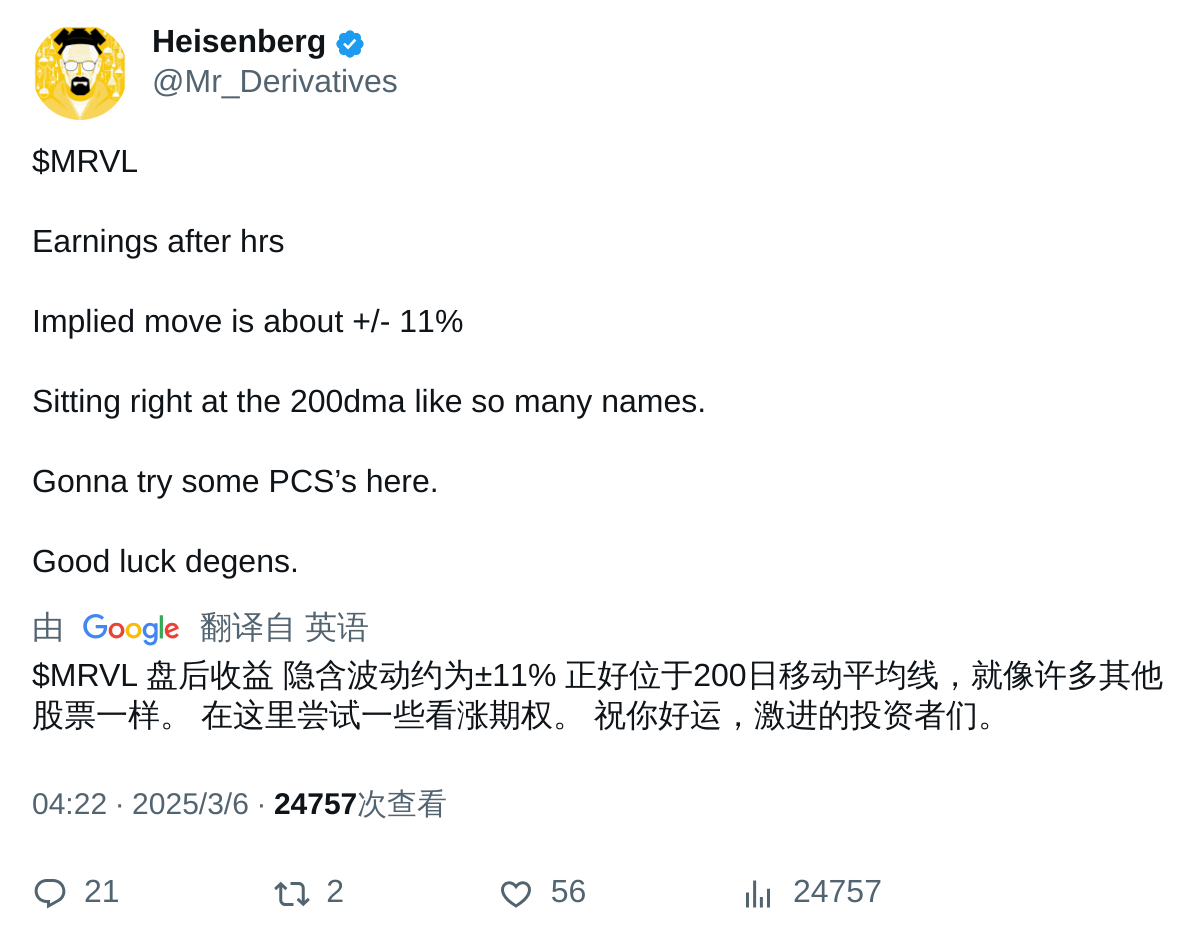 Heisenberg
@Mr_Derivatives
$MRVL
Earnings after hrs
Implied move is about +/- 11%
Sitting right at the 200dma like so many names.
Gonna try some PCS’s here.
Good luck degens.
由 Google 翻译自 英语
$MRVL 盘后收益 隐含波动约为±11% 正好位于200日移动平均线，就像许多其他
股票一样。 在这里尝试一些看涨期权。 祝你好运，激进的投资者们。
04:22 · 2025/3/6 · 24757次查看
21 2 56 24757